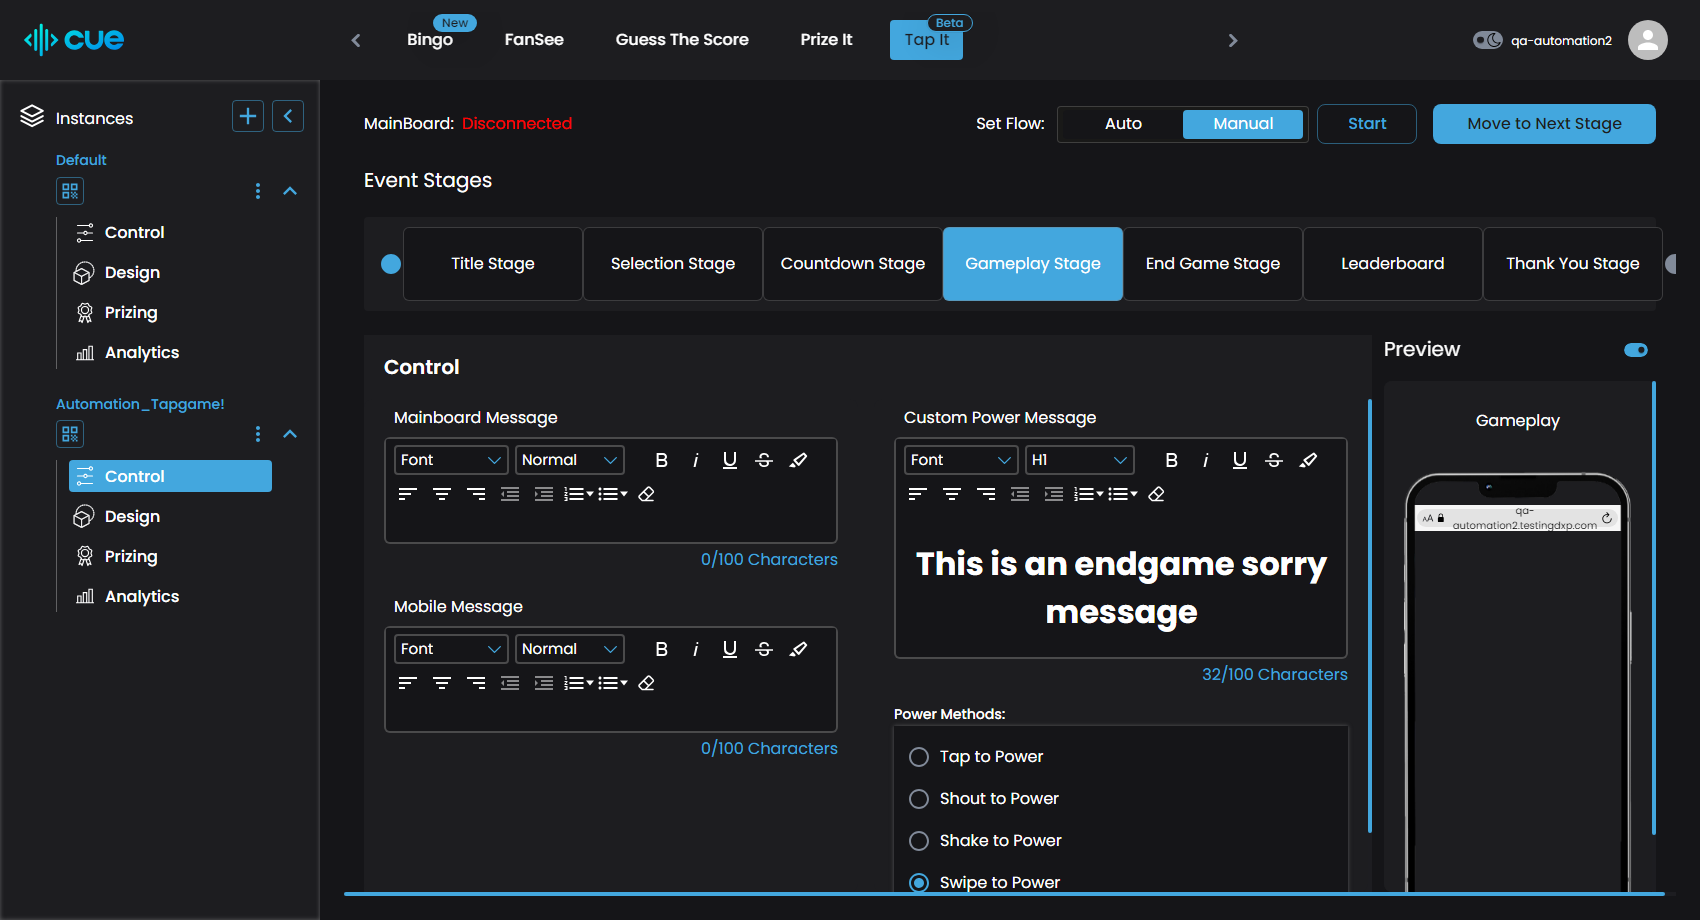 cue
Bingo
New
FanSee
Guess The Score
Prize It
Tap It
Beta
qa-automation2
Instances
Default
Control
Design
Prizing
Analytics
Automation_Tapgame!
Control
Design
Prizing
Analytics
MainBoard: Disconnected
Set Flow:
Auto
Manual
Start
Move to Next Stage
Event Stages
Title Stage
Selection Stage
Countdown Stage
Gameplay Stage
End Game Stage
Leaderboard
Thank You Stage
Control
Mainboard Message
Font
Normal
B i U S
0/100 Characters
Mobile Message
Font
Normal
B i U S
0/100 Characters
Custom Power Message
Font
H1
B i U S
This is an endgame sorry
message
32/100 Characters
Power Methods:
Tap to Power
Shout to Power
Shake to Power
Swipe to Power
Preview
Gameplay
AA
qa-
automation2.testingdxp.com